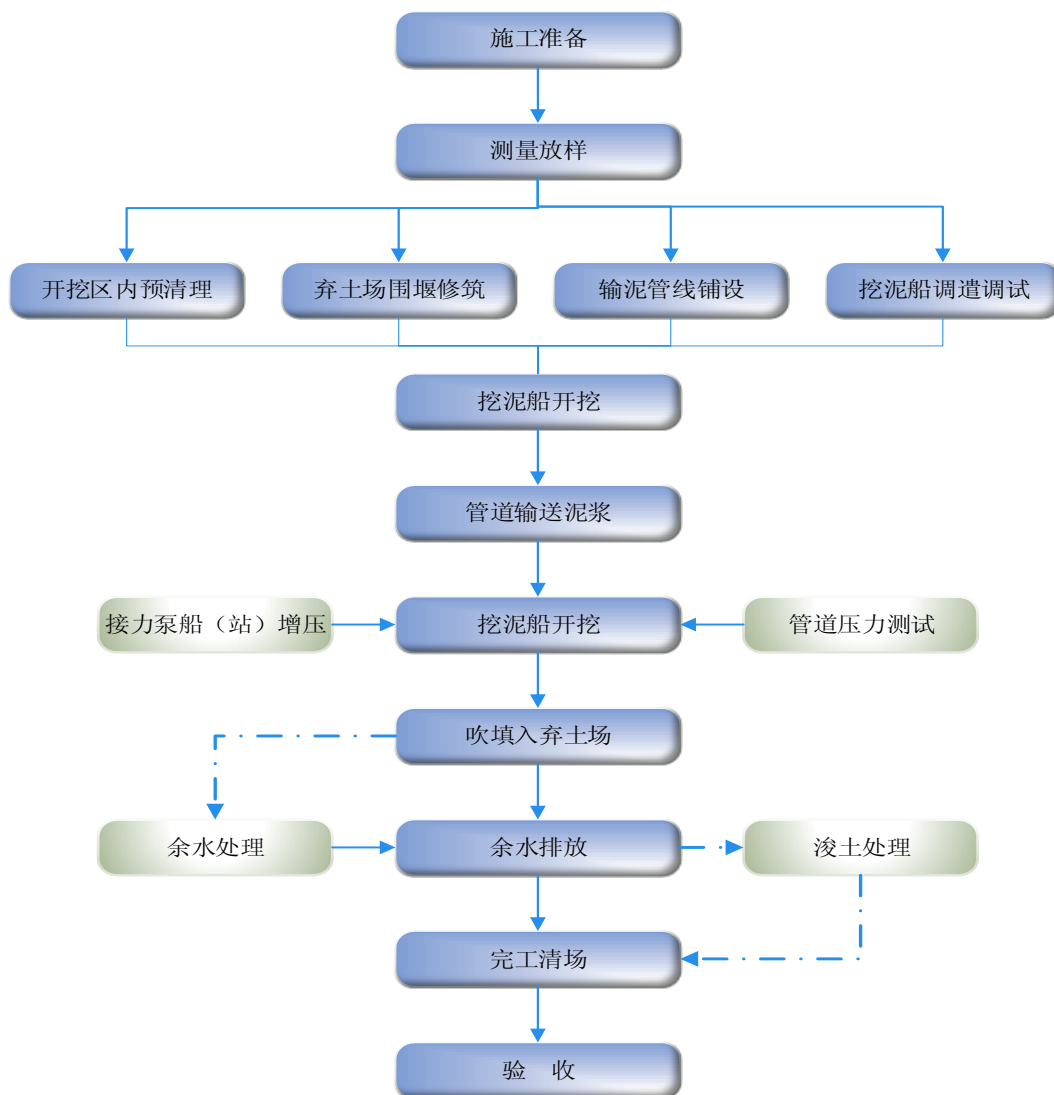 施工准备
测量放样
开挖区内预清理
弃土场围堰修筑
输泥管线铺设
挖泥船调遣调试
挖泥船开挖
管道输送泥浆
接力泵船（站）增压
挖泥船开挖
管道压力测试
吹填入弃土场
余水处理
余水排放
浚土处理
完工清场
验 收